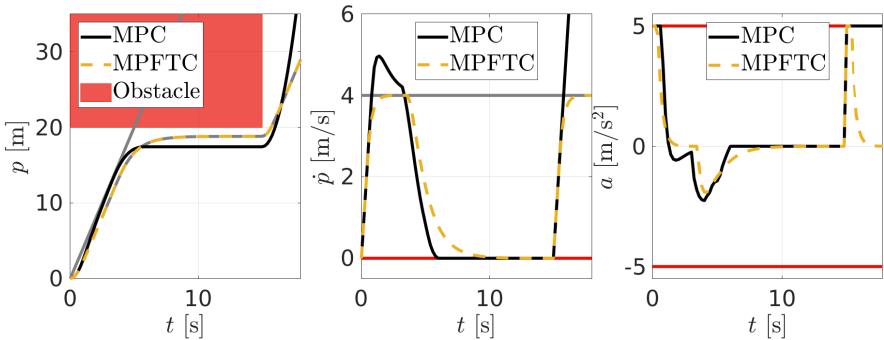 MPC
MPFTC
Obstacle
30
20
10
0
0
10
p [m]
t [s]
MPC
MPFTC
6
4
2
0
0
10
ṗ [m/s]
t [s]
MPC
MPFTC
5
0
-5
0
10
a [m/s²]
t [s]